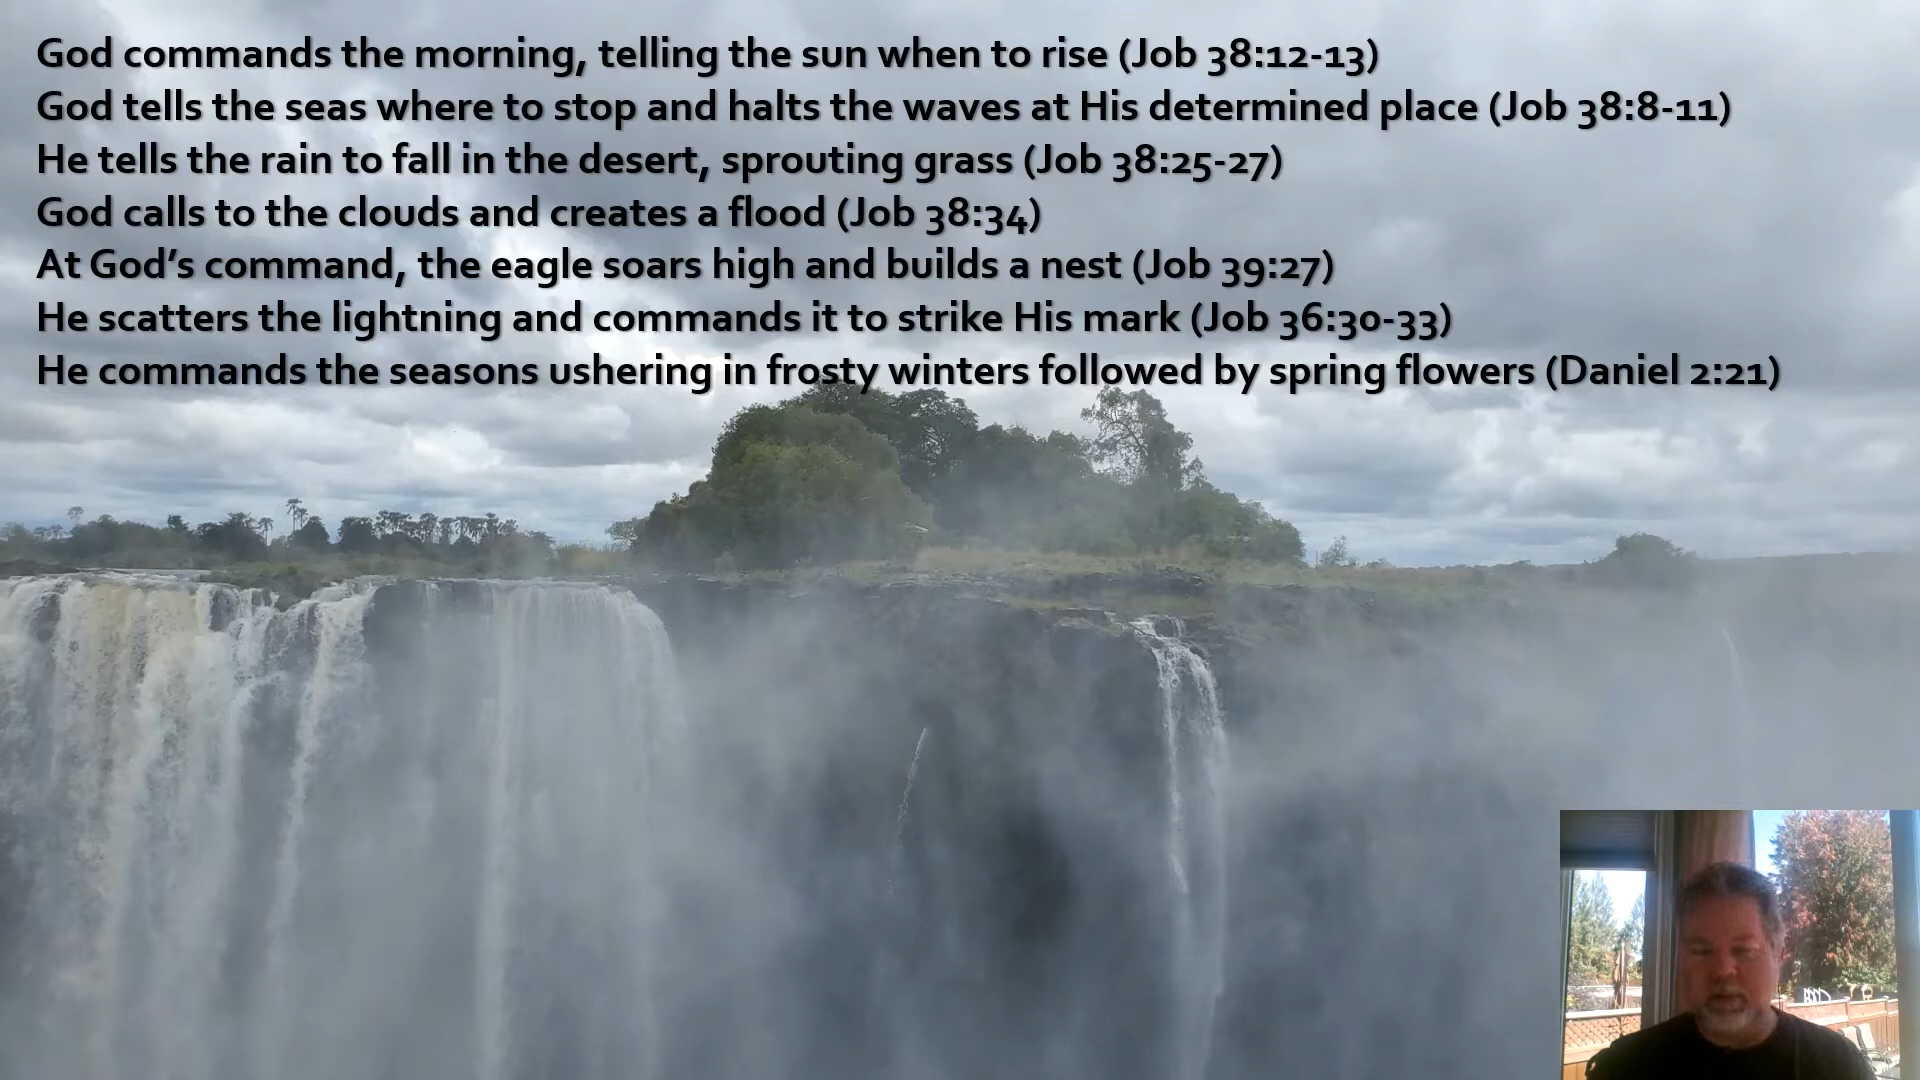 God commands the morning, telling the sun when to rise (Job 38:12-13)
God tells the seas where to stop and halts the waves at His determined place (Job 38:8-11)
He tells the rain to fall in the desert, sprouting grass (Job 38:25-27)
God calls to the clouds and creates a flood (Job 38:34)
At God’s command, the eagle soars high and builds a nest (Job 39:27)
He scatters the lightning and commands it to strike His mark (Job 36:30-33)
He commands the seasons ushering in frosty winters followed by spring flowers (Daniel 2:21)